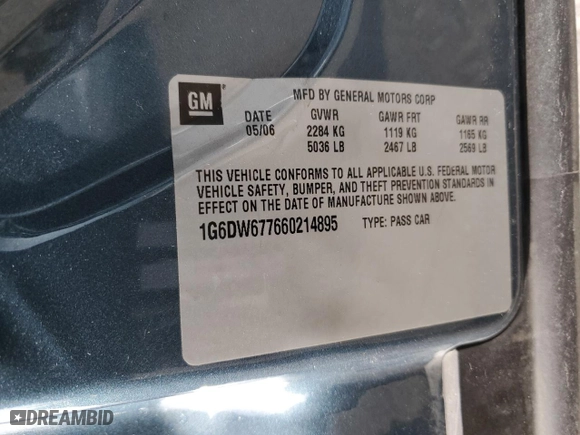 GM
MFD BY GENERAL MOTORS CORP
DATE GVWR GAWR FRT GAWR RR
05/06 2284 KG 1119 KG 1165 KG
5036 LB 2467 LB 2569 LB
THIS VEHICLE CONFORMS TO ALL APPLICABLE U.S. FEDERAL MOTOR
VEHICLE SAFETY, BUMPER, AND THEFT PREVENTION STANDARDS IN
EFFECT ON THE DATE OF MANUFACTURE SHOWN ABOVE.
1G6DW677660214895 TYPE: PASS CAR
DREAMBID